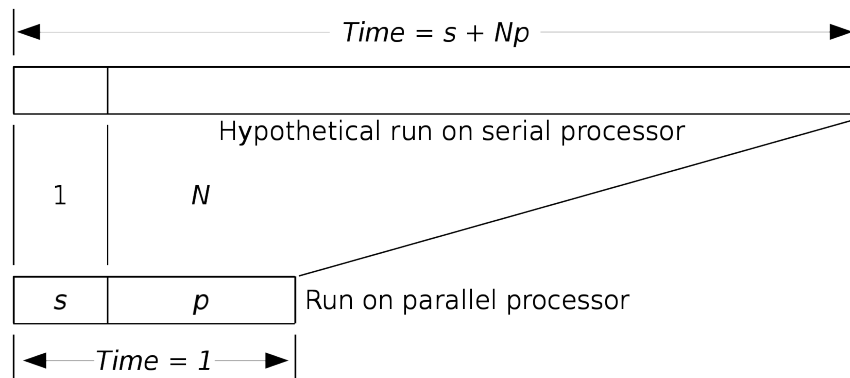 Time = s + Np
Hypothetical run on serial processor
1 N
s p Run on parallel processor
Time = 1